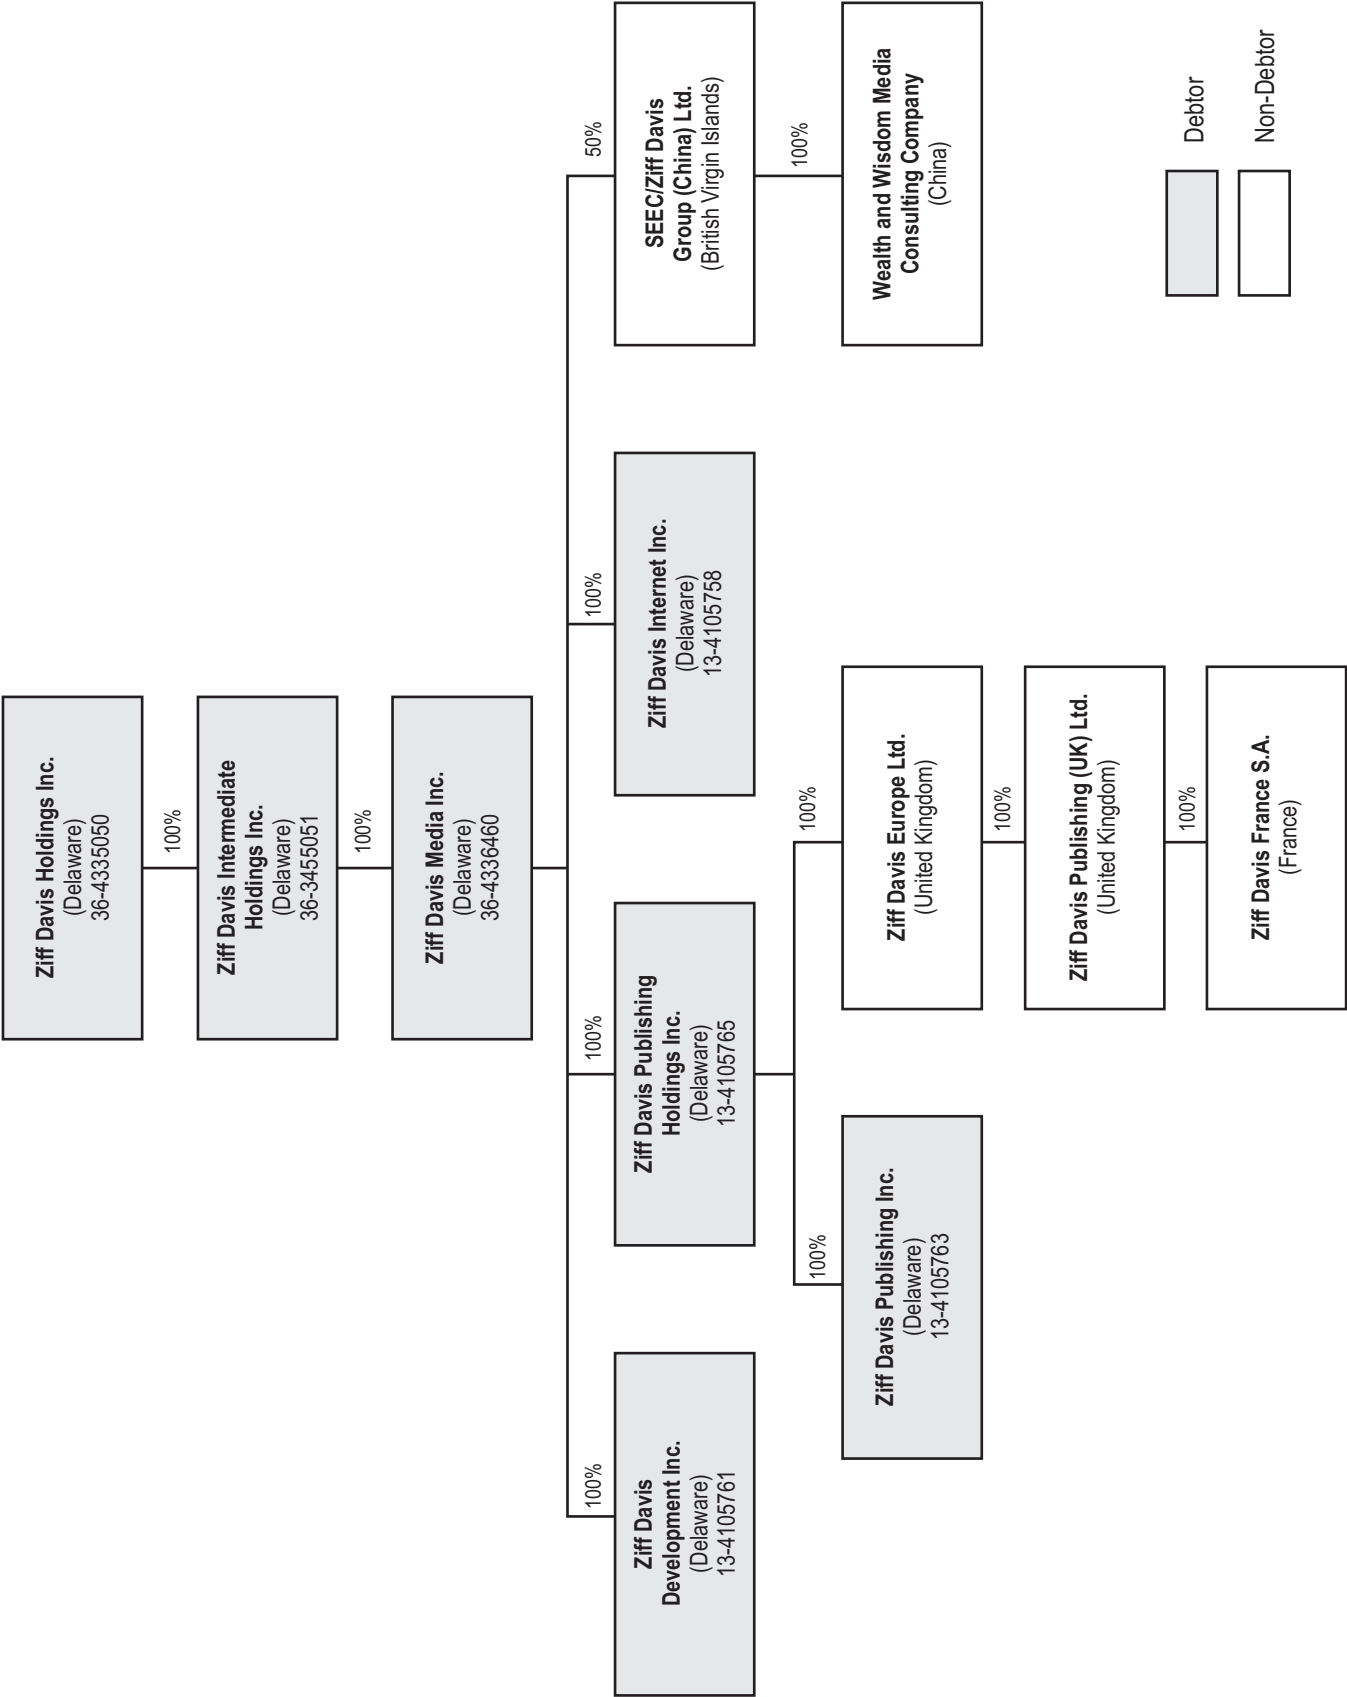 Ziff Davis Holdings Inc.
(Delaware)
36-4335050
100%
Ziff Davis Intermediate
Holdings Inc.
(Delaware)
36-3455051
100%
Ziff Davis Media Inc.
(Delaware)
36-4336460
100%
Ziff Davis
Development Inc.
(Delaware)
13-4105761
100%
Ziff Davis Publishing
Holdings Inc.
(Delaware)
13-4105765
100%
Ziff Davis Internet Inc.
(Delaware)
13-4105758
50%
SEEC/Ziff Davis
Group (China) Ltd.
(British Virgin Islands)
100%
Ziff Davis Publishing Inc.
(Delaware)
13-4105763
100%
Ziff Davis Europe Ltd.
(United Kingdom)
100%
Wealth and Wisdom Media
Consulting Company
(China)
100%
Ziff Davis Publishing (UK) Ltd.
(United Kingdom)
100%
Ziff Davis France S.A.
(France)
Debtor
Non-Debtor